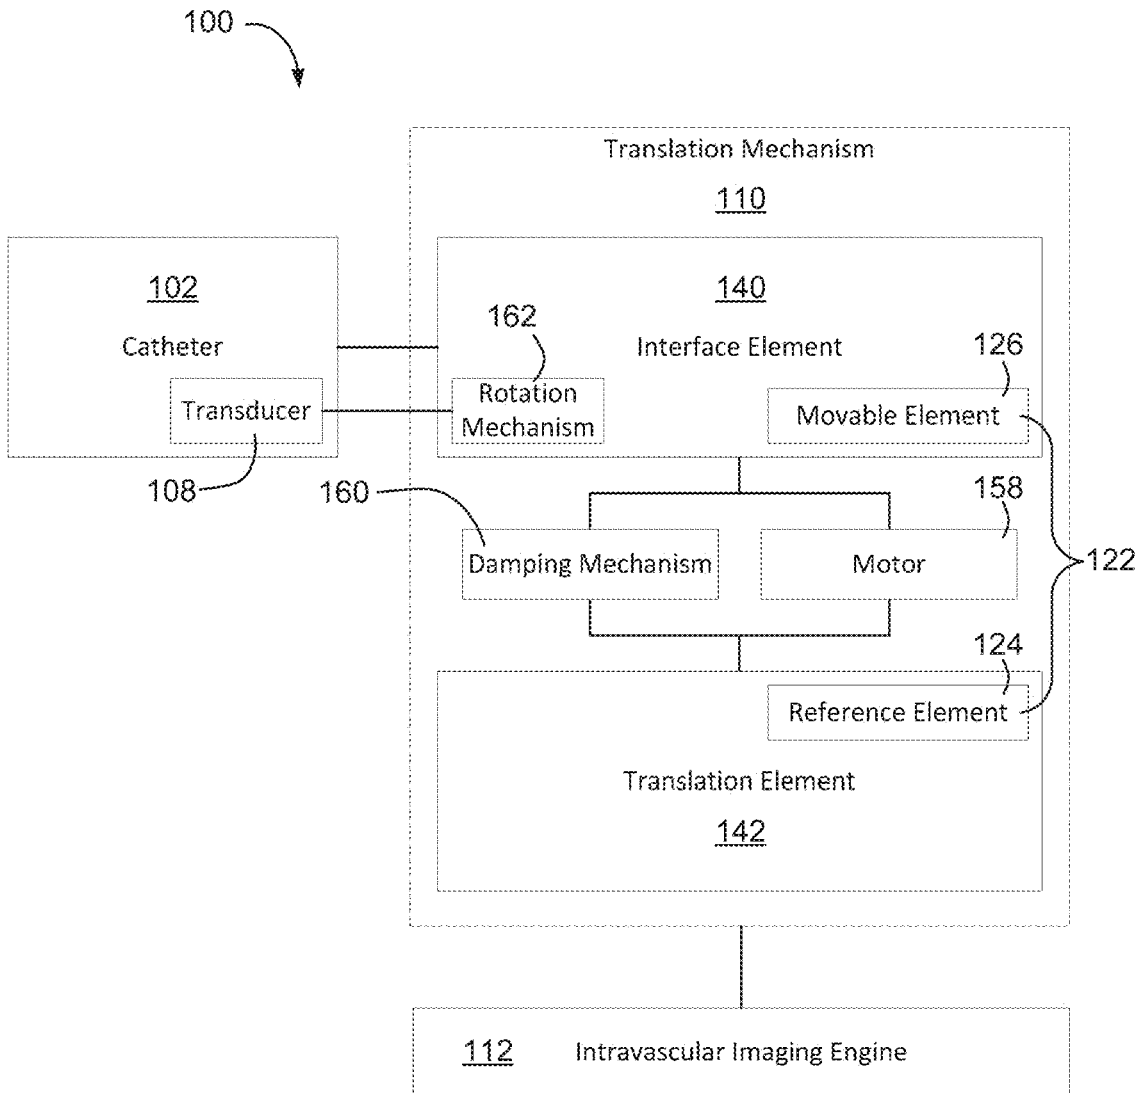 100
Translation Mechanism
110
102
Catheter
Transducer
108
140
Interface Element
162
Rotation
Mechanism
126
Movable Element
160
Damping Mechanism
158
Motor
122
124
Reference Element
Translation Element
142
112 Intravascular Imaging Engine